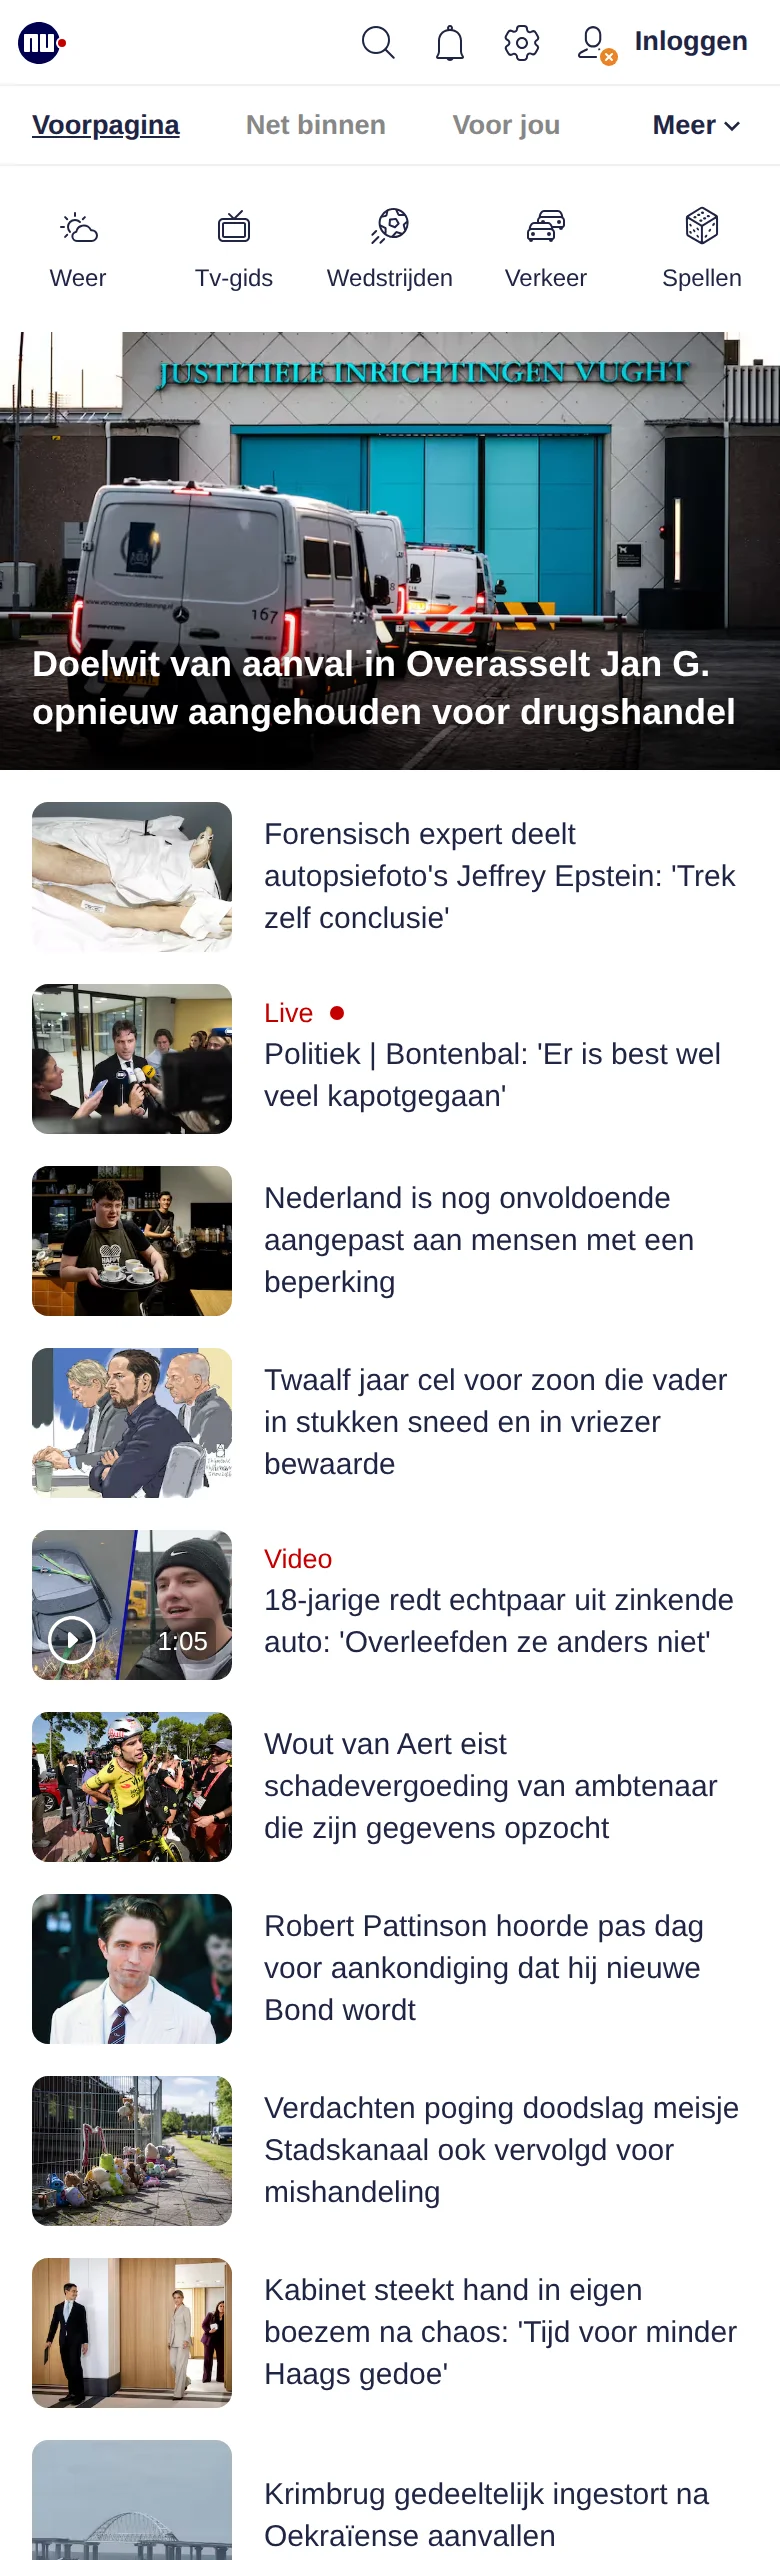 nu
Inloggen
Voorpagina
Net binnen
Voor jou
Meer
Weer
Tv-gids
Wedstrijden
Verkeer
Spellen
JUSTITIËLE INRICHTINGEN VUGHT
167
Doelwit van aanval in Overasselt Jan G.
opnieuw aangehouden voor drugshandel
Forensisch expert deelt
autopsiefoto's Jeffrey Epstein: 'Trek
zelf conclusie'
Live
Politiek | Bontenbal: 'Er is best wel
veel kapotgegaan'
Nederland is nog onvoldoende
aangepast aan mensen met een
beperking
Twaalf jaar cel voor zoon die vader
in stukken sneed en in vriezer
bewaarde
Video
18-jarige redt echtpaar uit zinkende
auto: 'Overleefden ze anders niet'
1:05
Wout van Aert eist
schadevergoeding van ambtenaar
die zijn gegevens opzocht
Robert Pattinson hoorde pas dag
voor aankondiging dat hij nieuwe
Bond wordt
Verdachten poging doodslag meisje
Stadskanaal ook vervolgd voor
mishandeling
Kabinet steekt hand in eigen
boezem na chaos: 'Tijd voor minder
Haags gedoe'
Krimbrug gedeeltelijk ingestort na
Oekraïense aanvallen